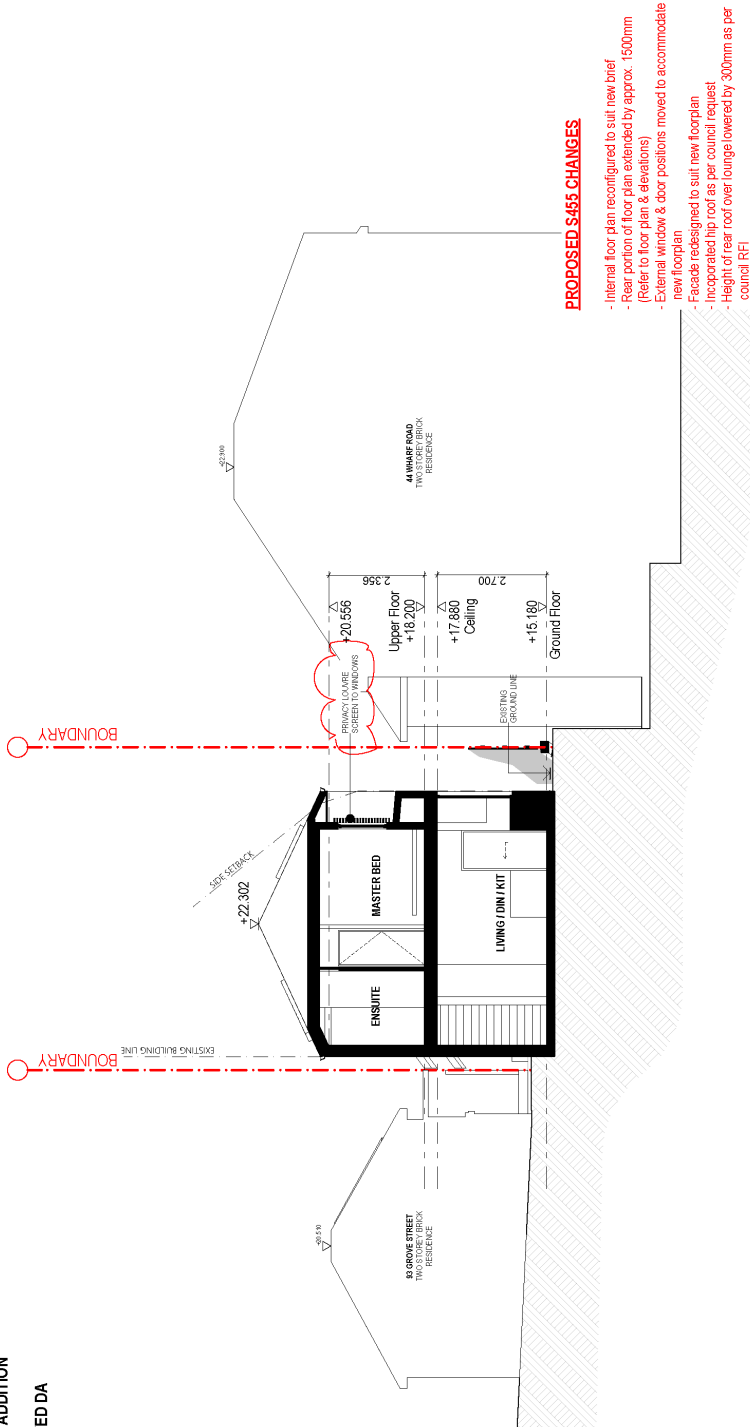 ADDITION
ED DA
BOUNDARY
BOUNDARY
EXISTING BUILDING LINE
SIDE SETBACK
+22.302
+20.510
+22.900
93 GROVE STREET
TWO STOREY BRICK
RESIDENCE
ENSUITE
MASTER BED
LIVING / DIN / KIT
PRIVACY LOUVRE
SCREEN TO WINDOWS
EXISTING
GROUND LINE
+20.556
2.356
Upper Floor
+18.200
+17.880
Ceiling
2.700
+15.180
Ground Floor
44 WHARF ROAD
TWO STOREY BRICK
RESIDENCE
PROPOSED S455 CHANGES
- Internal floor plan reconfigured to suit new brief
- Rear portion of floor plan extended by approx. 1500mm
(Refer to floor plan & elevations)
- External window & door positions moved to accommodate
new floorplan
- Facade redesigned to suit new floorplan
- Incoporated hip roof as per council request
- Height of rear roof over lounge lowered by 300mm as per
council RFI